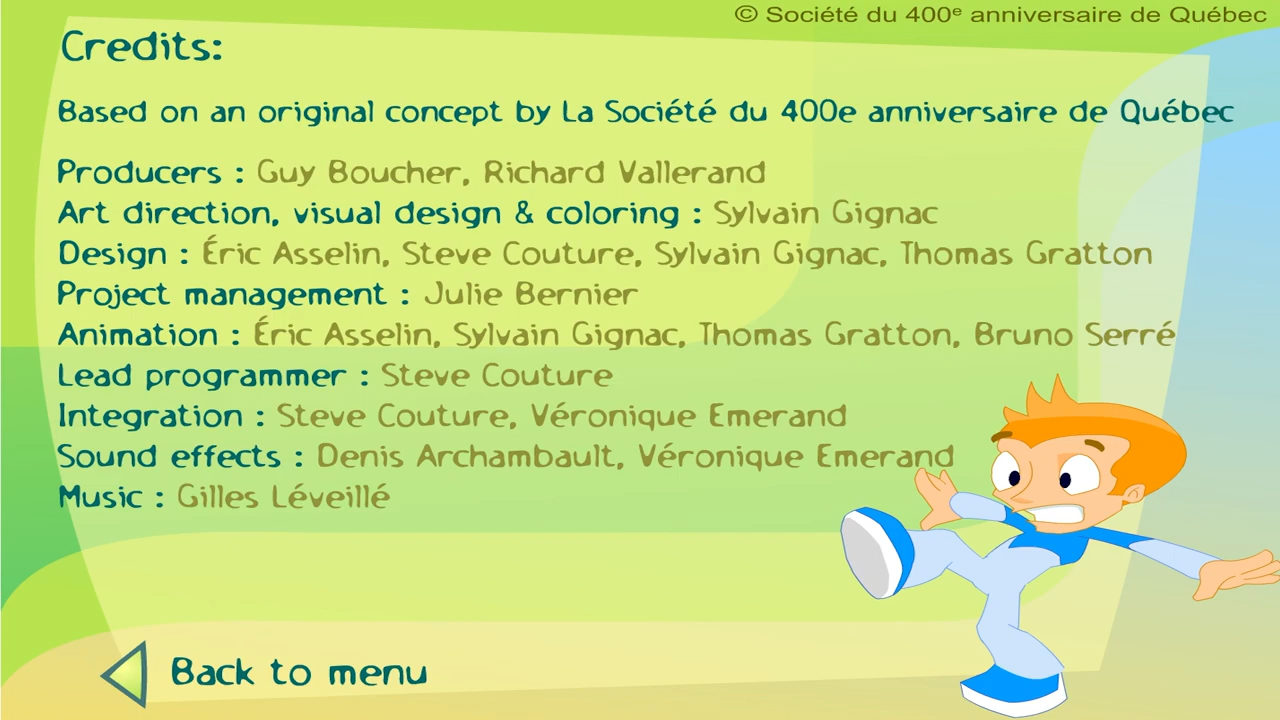 © Société du 400e anniversaire de Québec
Credits:
Based on an original concept by La Société du 400e anniversaire de Québec
Producers : Guy Boucher, Richard Vallerand
Art direction, visual design & coloring : Sylvain Gignac
Design : Éric Asselin, Steve Couture, Sylvain Gignac, Thomas Gratton
Project management : Julie Bernier
Animation : Éric Asselin, Sylvain Gignac, Thomas Gratton, Bruno Serré
Lead programmer : Steve Couture
Integration : Steve Couture, Véronique Emerand
Sound effects : Denis Archambault, Véronique Emerand
Music : Gilles Léveillé
Back to menu